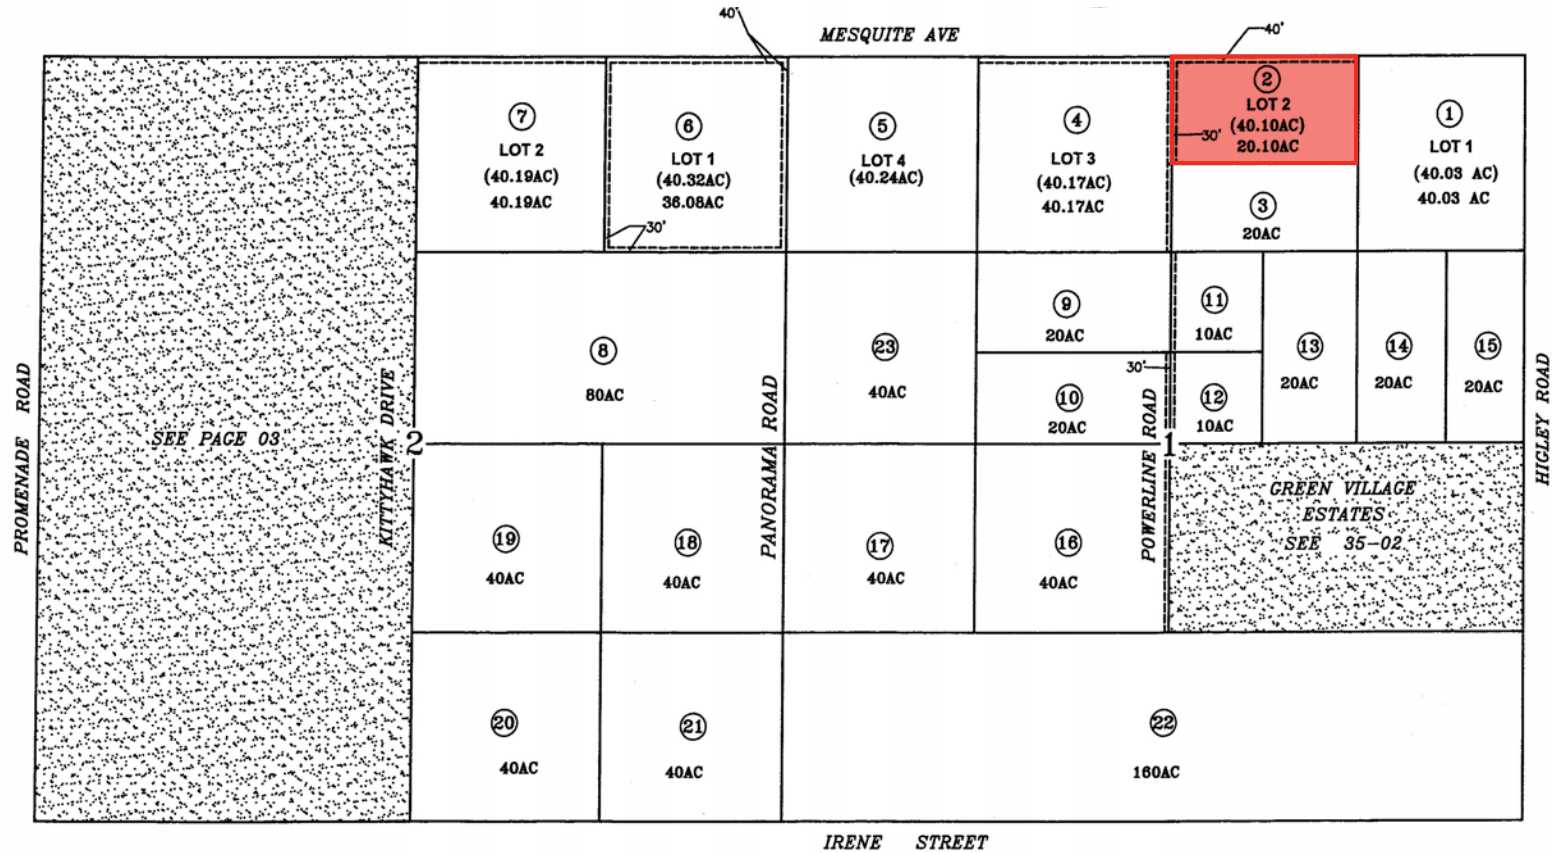 40'
MESQUITE AVE
40'
7
LOT 2
(40.19AC)
40.19AC
6
LOT 1
(40.32AC)
36.08AC
30'
5
LOT 4
(40.24AC)
4
LOT 3
(40.17AC)
40.17AC
2
LOT 2
(40.10AC)
20.10AC
30'
3
20AC
1
LOT 1
(40.03 AC)
40.03 AC
8
80AC
23
40AC
9
20AC
10
20AC
30'
11
10AC
12
10AC
13
20AC
14
20AC
15
20AC
PROMENADE ROAD
SEE PAGE 03
KITTYHAWK DRIVE
2
PANORAMA ROAD
POWERLINE ROAD
1
HIGLEY ROAD
GREEN VILLAGE
ESTATES
SEE 35-02
19
40AC
18
40AC
17
40AC
16
40AC
20
40AC
21
40AC
22
160AC
IRENE STREET